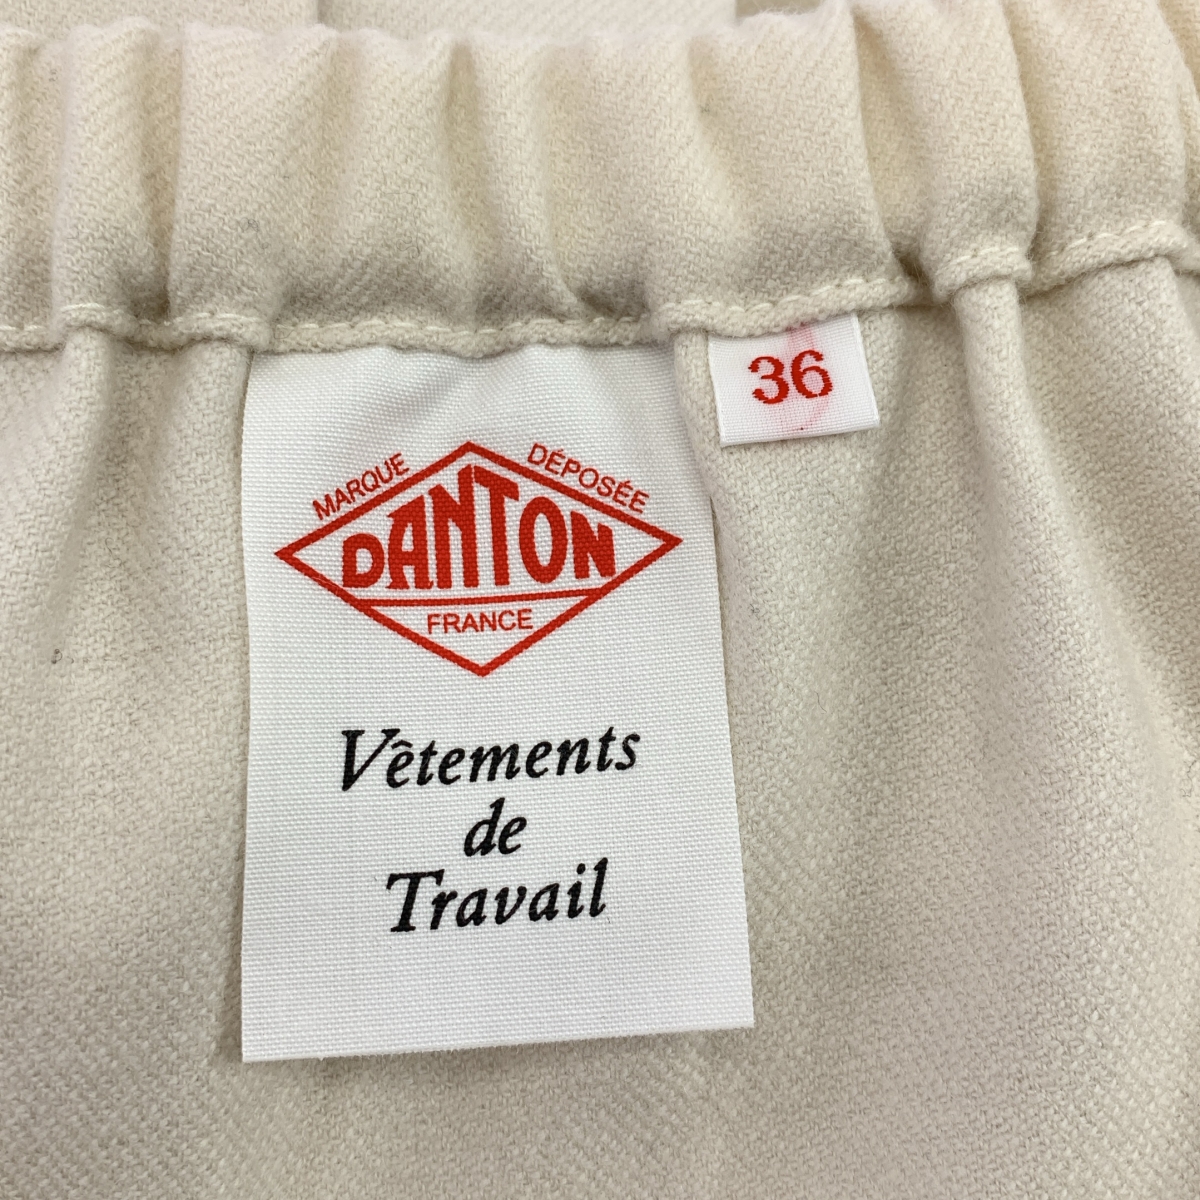 36
MARQUE DÉPOSÉE
DANTON
FRANCE
Vêtements
de
Travail